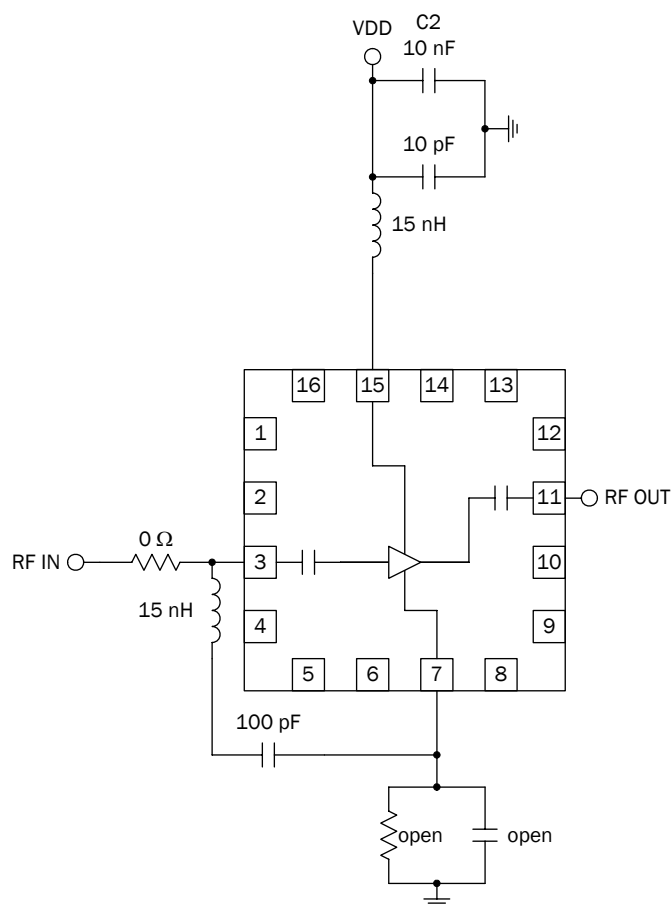 C2
VDD
10 nF
10 pF
15 nH
16 15 14 13
1
12
2
11
RF OUT
0 Ω
RF IN
3
10
15 nH
4
9
5 6 7 8
100 pF
open
open